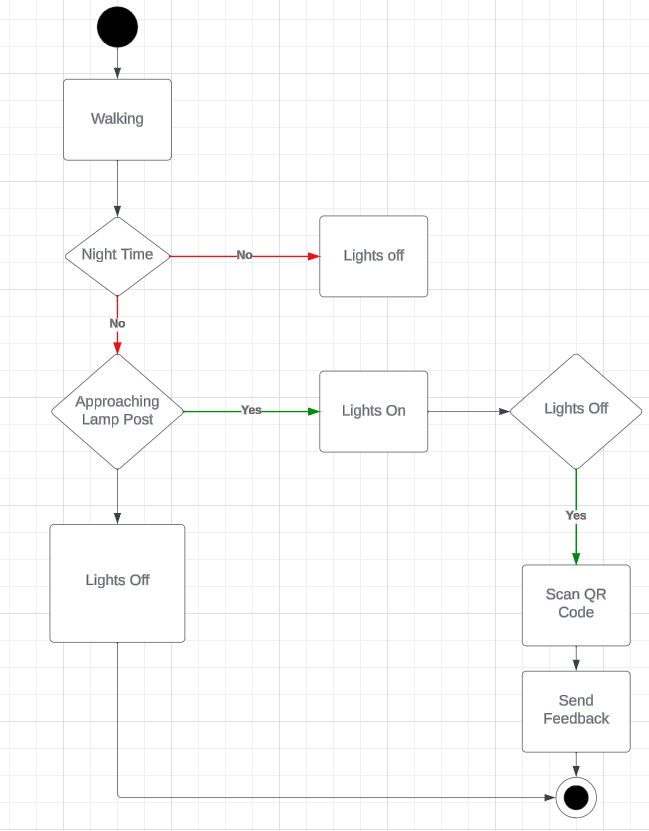 Walking
Night Time
No
Lights off
No
Approaching
Lamp Post
Yes
Lights On
Lights Off
Yes
Lights Off
Scan QR
Code
Send
Feedback